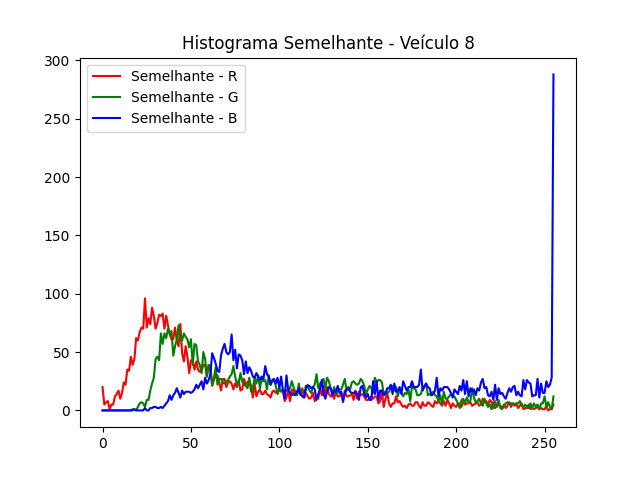 Histograma Semelhante - Veículo 8
Semelhante - R
Semelhante - G
Semelhante - B
300
250
200
150
100
50
0
0 50 100 150 200 250